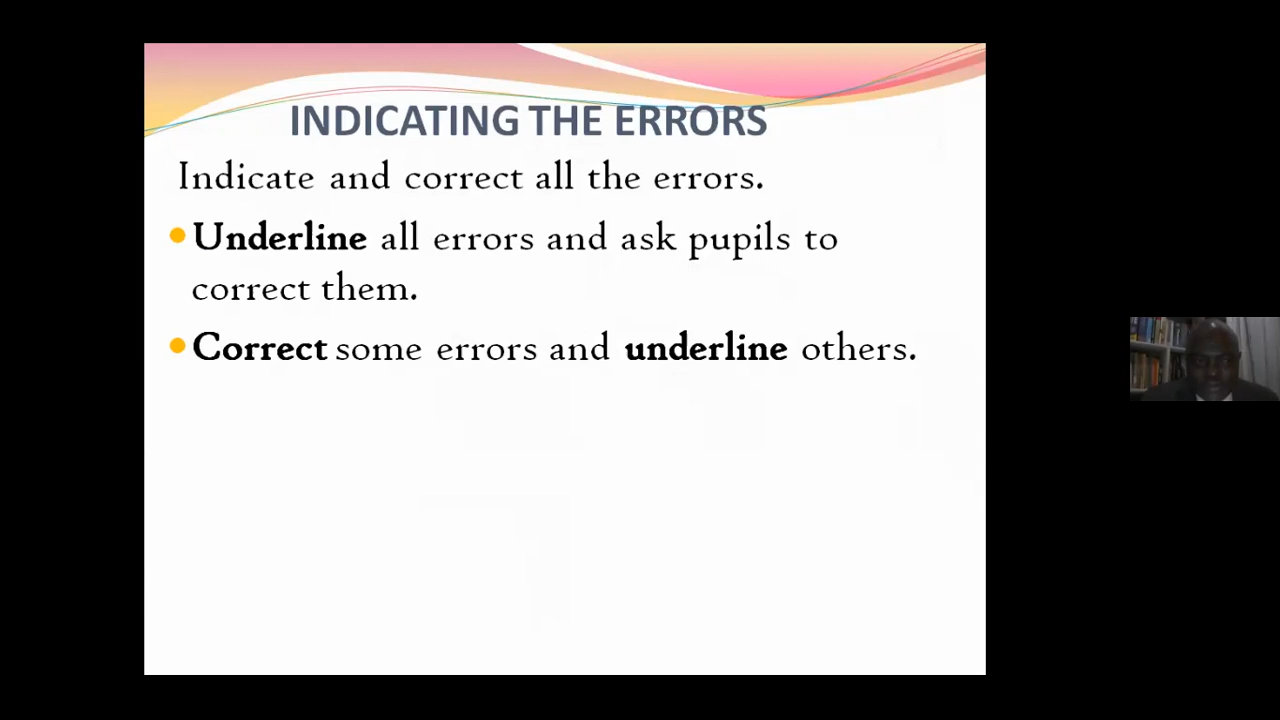 INDICATING THE ERRORS
Indicate and correct all the errors.
Underline all errors and ask pupils to
correct them.
Correct some errors and underline others.